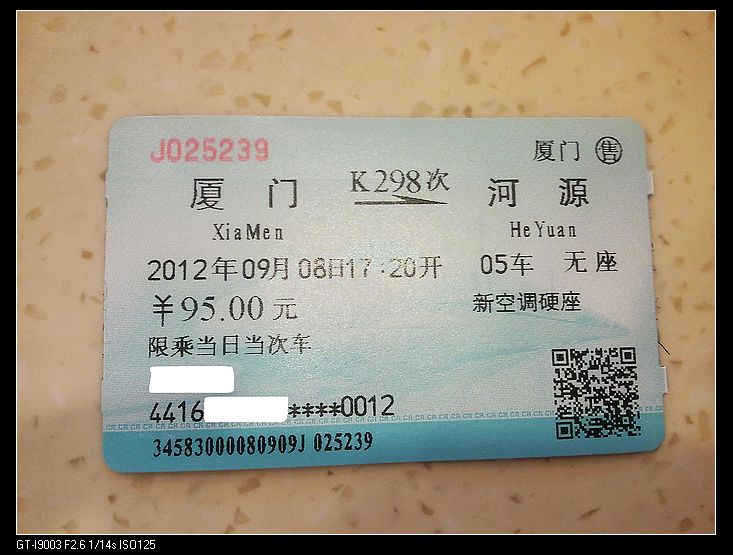 J025239 厦门 售
厦门 K298次 河源
XiaMen HeYuan
2012年09月08日17:20开 05车 无座
¥95.00元 新空调硬座
限乘当日当次车
4416 ****0012
34583000080909J 025239
GT-I9003 F2.6 1/14s ISO125